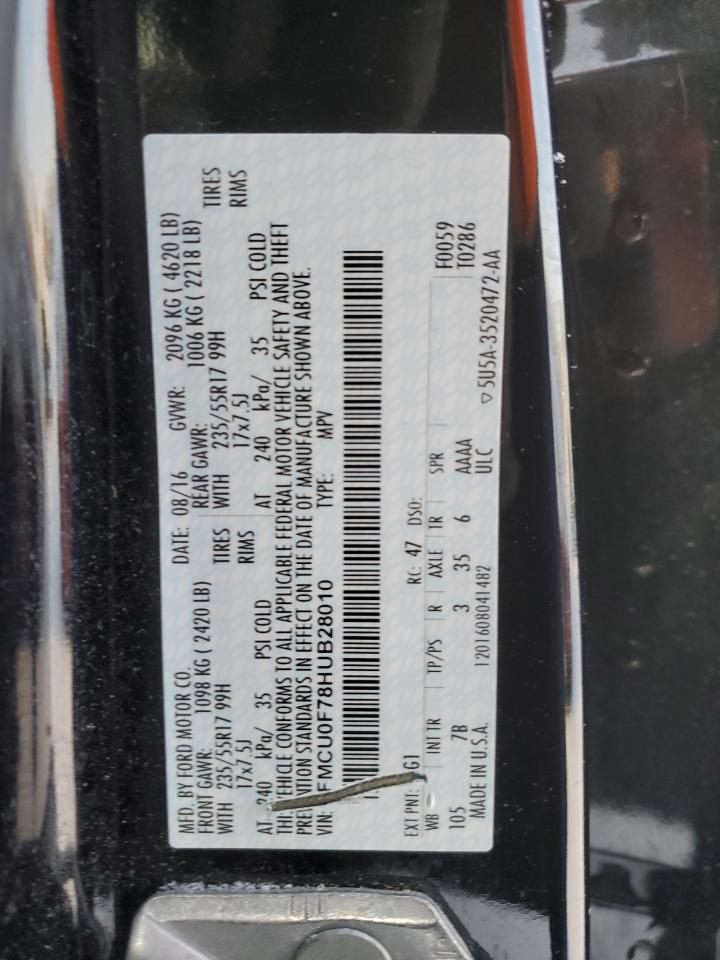 MFD. BY FORD MOTOR CO. DATE: 08/16 GVWR: 2096 KG ( 4620 LB)
FRONT GAWR: 1098 KG ( 2420 LB) REAR GAWR: 1006 KG ( 2218 LB)
WITH 235/55R17 99H TIRES WITH 235/55R17 99H TIRES
17x7.5J RIMS 17x7.5J RIMS
AT 240 kPa/ 35 PSI COLD AT 240 kPa/ 35 PSI COLD
VEHICLE CONFORMS TO ALL APPLICABLE FEDERAL MOTOR VEHICLE SAFETY AND THEFT
STANDARDS IN EFFECT ON THE DATE OF MANUFACTURE SHOWN ABOVE.
VIN: FMCU0F78HUB28010 TYPE: MPV
EXT PNT: G1 RC: 47 DSO: F0059
WB INT TR TP/PS R AXLE TR SPR T0286
105 7B 3 35 6 AAAA
ULC
MADE IN U.S.A. 1201608041482 ▽5U5A-3520472-AA